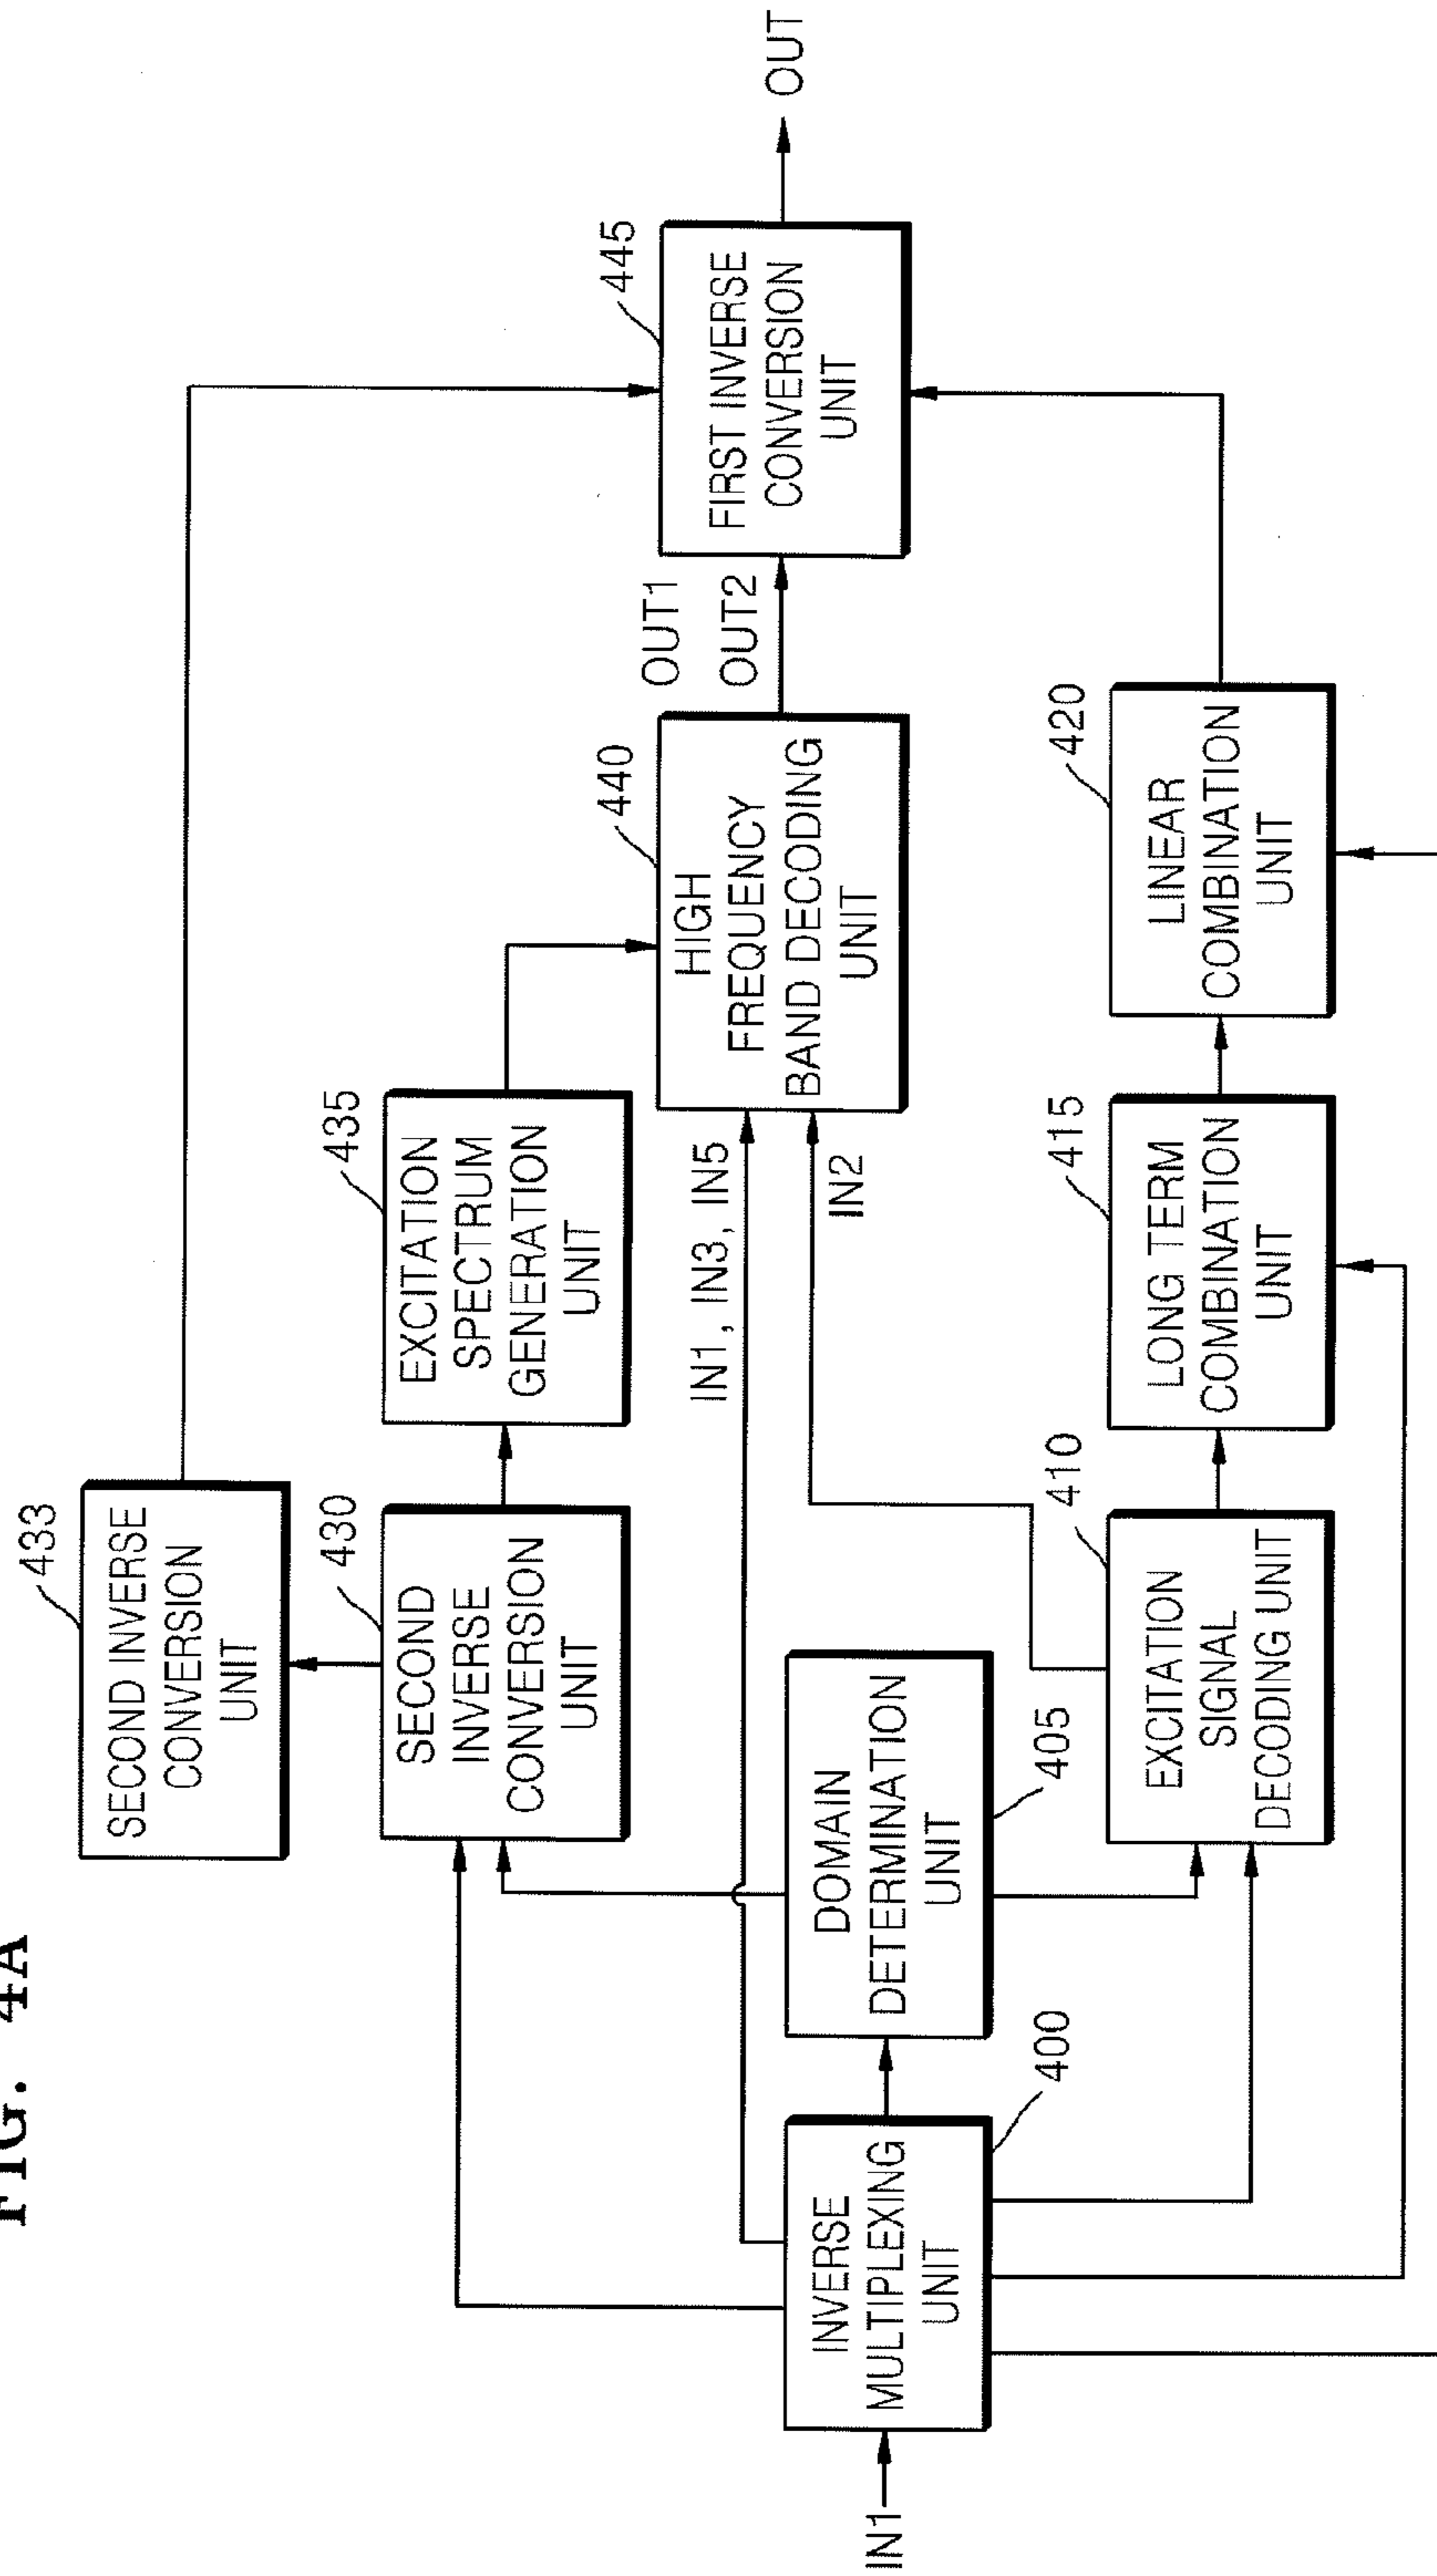 FIG. 4A
433
SECOND INVERSE
CONVERSION
UNIT
430
SECOND
INVERSE
CONVERSION
UNIT
435
EXCITATION
SPECTRUM
GENERATION
UNIT
IN1, IN3, IN5
IN2
440
HIGH
FREQUENCY
BAND DECODING
UNIT
OUT1
OUT2
445
FIRST INVERSE
CONVERSION
UNIT
OUT
IN1
INVERSE
MULTIPLEXING
UNIT
400
DOMAIN
DETERMINATION
UNIT
405
410
EXCITATION
SIGNAL
DECODING UNIT
415
LONG TERM
COMBINATION
UNIT
420
LINEAR
COMBINATION
UNIT